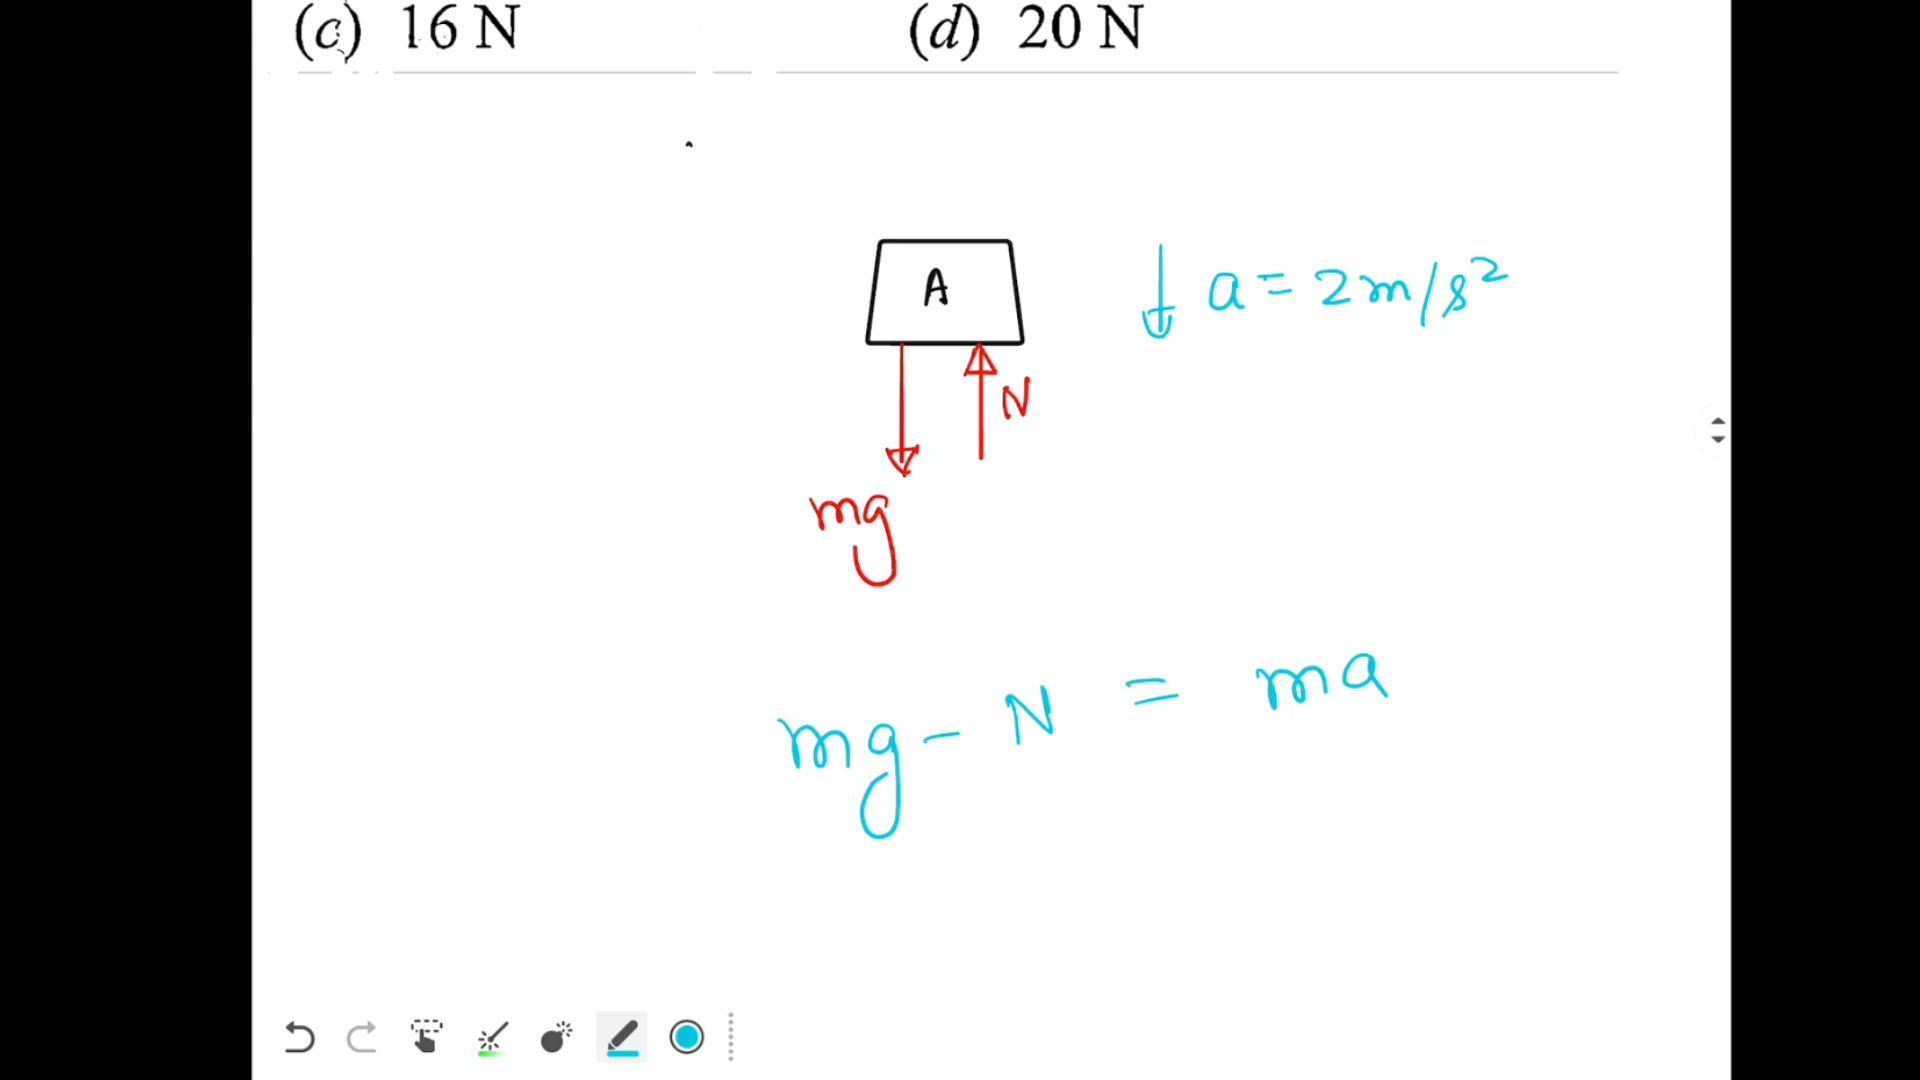 (c) 16 N (d) 20 N
A
a = 2 m/s²
N
mg
mg - N = ma